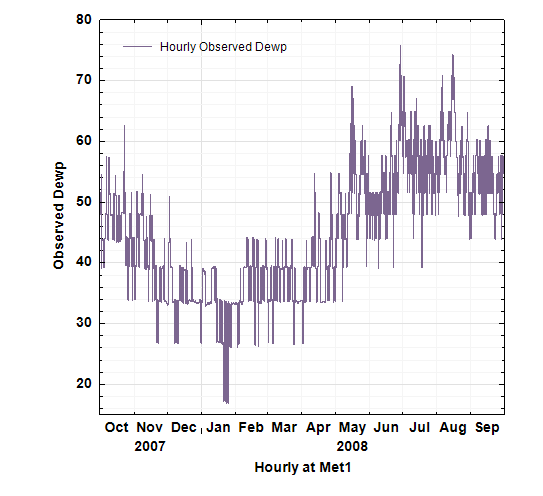 80
Hourly Observed Dewp
70
60
50
40
30
20
Observed Dewp
Oct Nov Dec Jan Feb Mar Apr May Jun Jul Aug Sep
2007 2008
Hourly at Met1